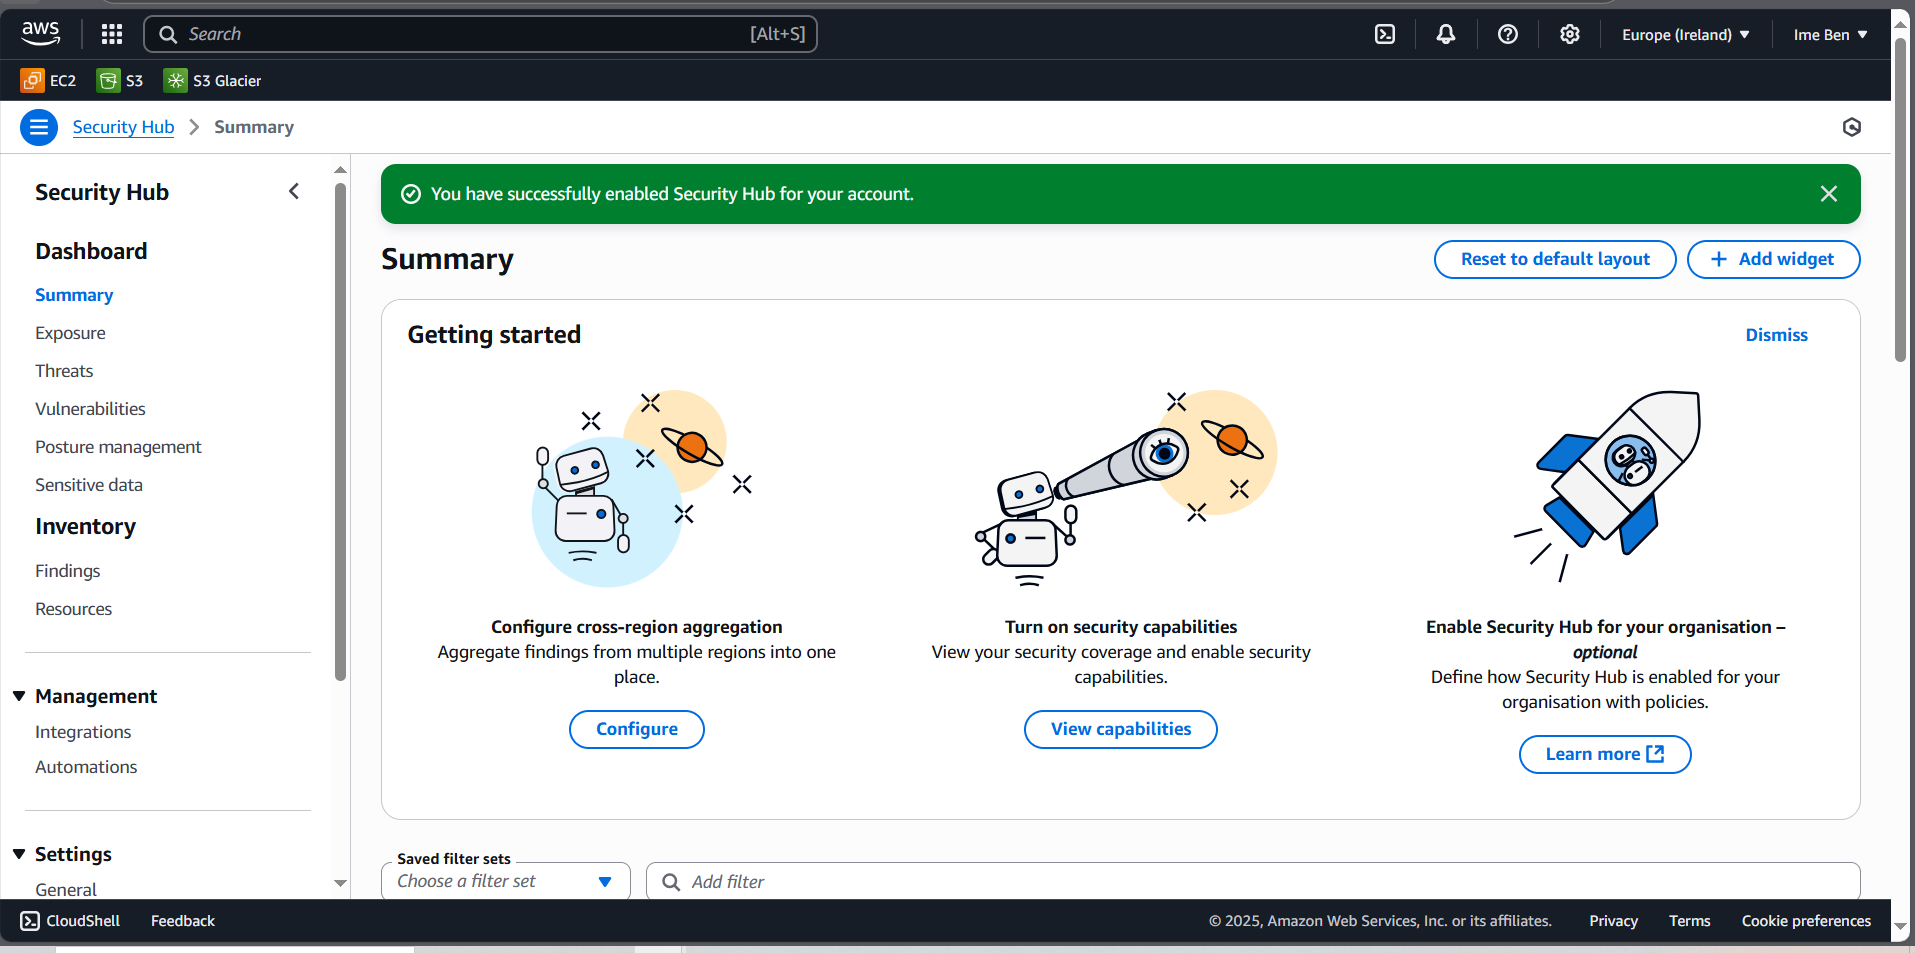 aws
Search
[Alt+S]
Europe (Ireland)
Ime Ben
EC2
S3
S3 Glacier
Security Hub
Summary
Security Hub
Dashboard
Summary
Exposure
Threats
Vulnerabilities
Posture management
Sensitive data
Inventory
Findings
Resources
Management
Integrations
Automations
Settings
General
You have successfully enabled Security Hub for your account.
Summary
Reset to default layout
Add widget
Getting started
Dismiss
Configure cross-region aggregation
Aggregate findings from multiple regions into one
place.
Configure
Turn on security capabilities
View your security coverage and enable security
capabilities.
View capabilities
Enable Security Hub for your organisation –
optional
Define how Security Hub is enabled for your
organisation with policies.
Learn more
Saved filter sets
Choose a filter set
Add filter
CloudShell
Feedback
© 2025, Amazon Web Services, Inc. or its affiliates.
Privacy
Terms
Cookie preferences